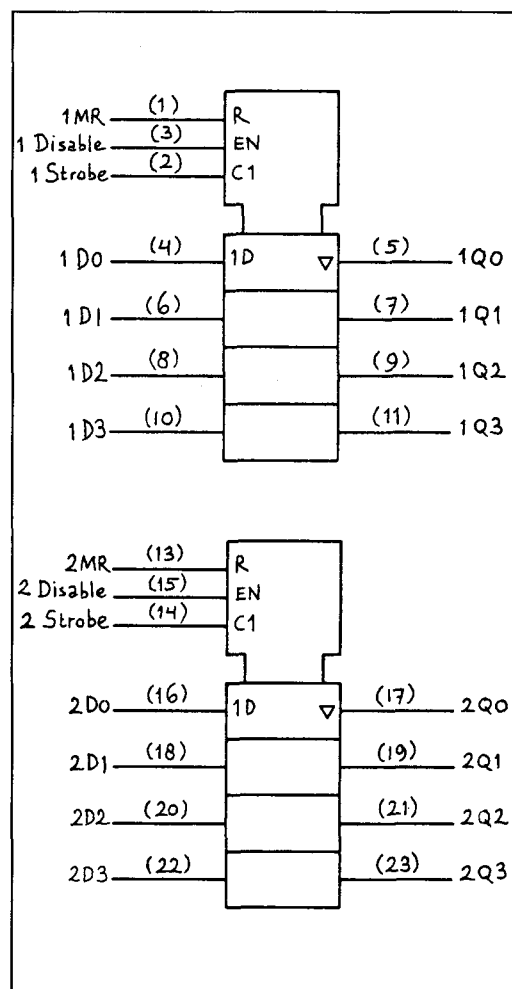 1MR (1) R
1 Disable (3) EN
1 Strobe (2) C1
1D0 (4) 1D ▽ (5) 1Q0
1D1 (6) (7) 1Q1
1D2 (8) (9) 1Q2
1D3 (10) (11) 1Q3
2MR (13) R
2 Disable (15) EN
2 Strobe (14) C1
2D0 (16) 1D ▽ (17) 2Q0
2D1 (18) (19) 2Q1
2D2 (20) (21) 2Q2
2D3 (22) (23) 2Q3